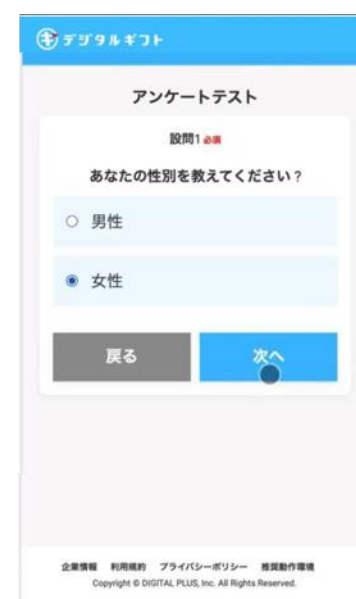 デジタルギフト
アンケートテスト
設問1 必須
あなたの性別を教えてください？
男性
女性
戻る
次へ
企業情報 利用規約 プライバシーポリシー 推奨動作環境
Copyright © DIGITAL PLUS, Inc. All Rights Reserved.